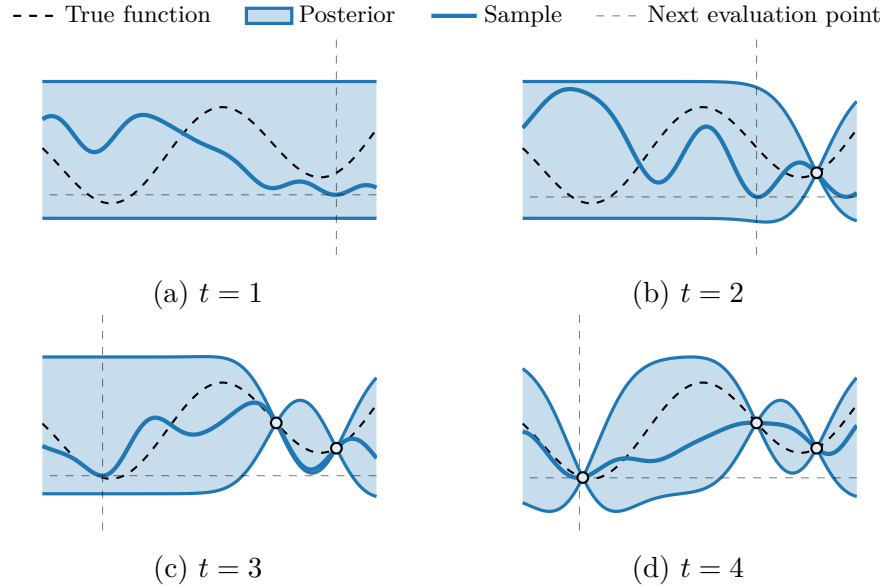 True function Posterior Sample Next evaluation point
(a) t = 1
(b) t = 2
(c) t = 3
(d) t = 4